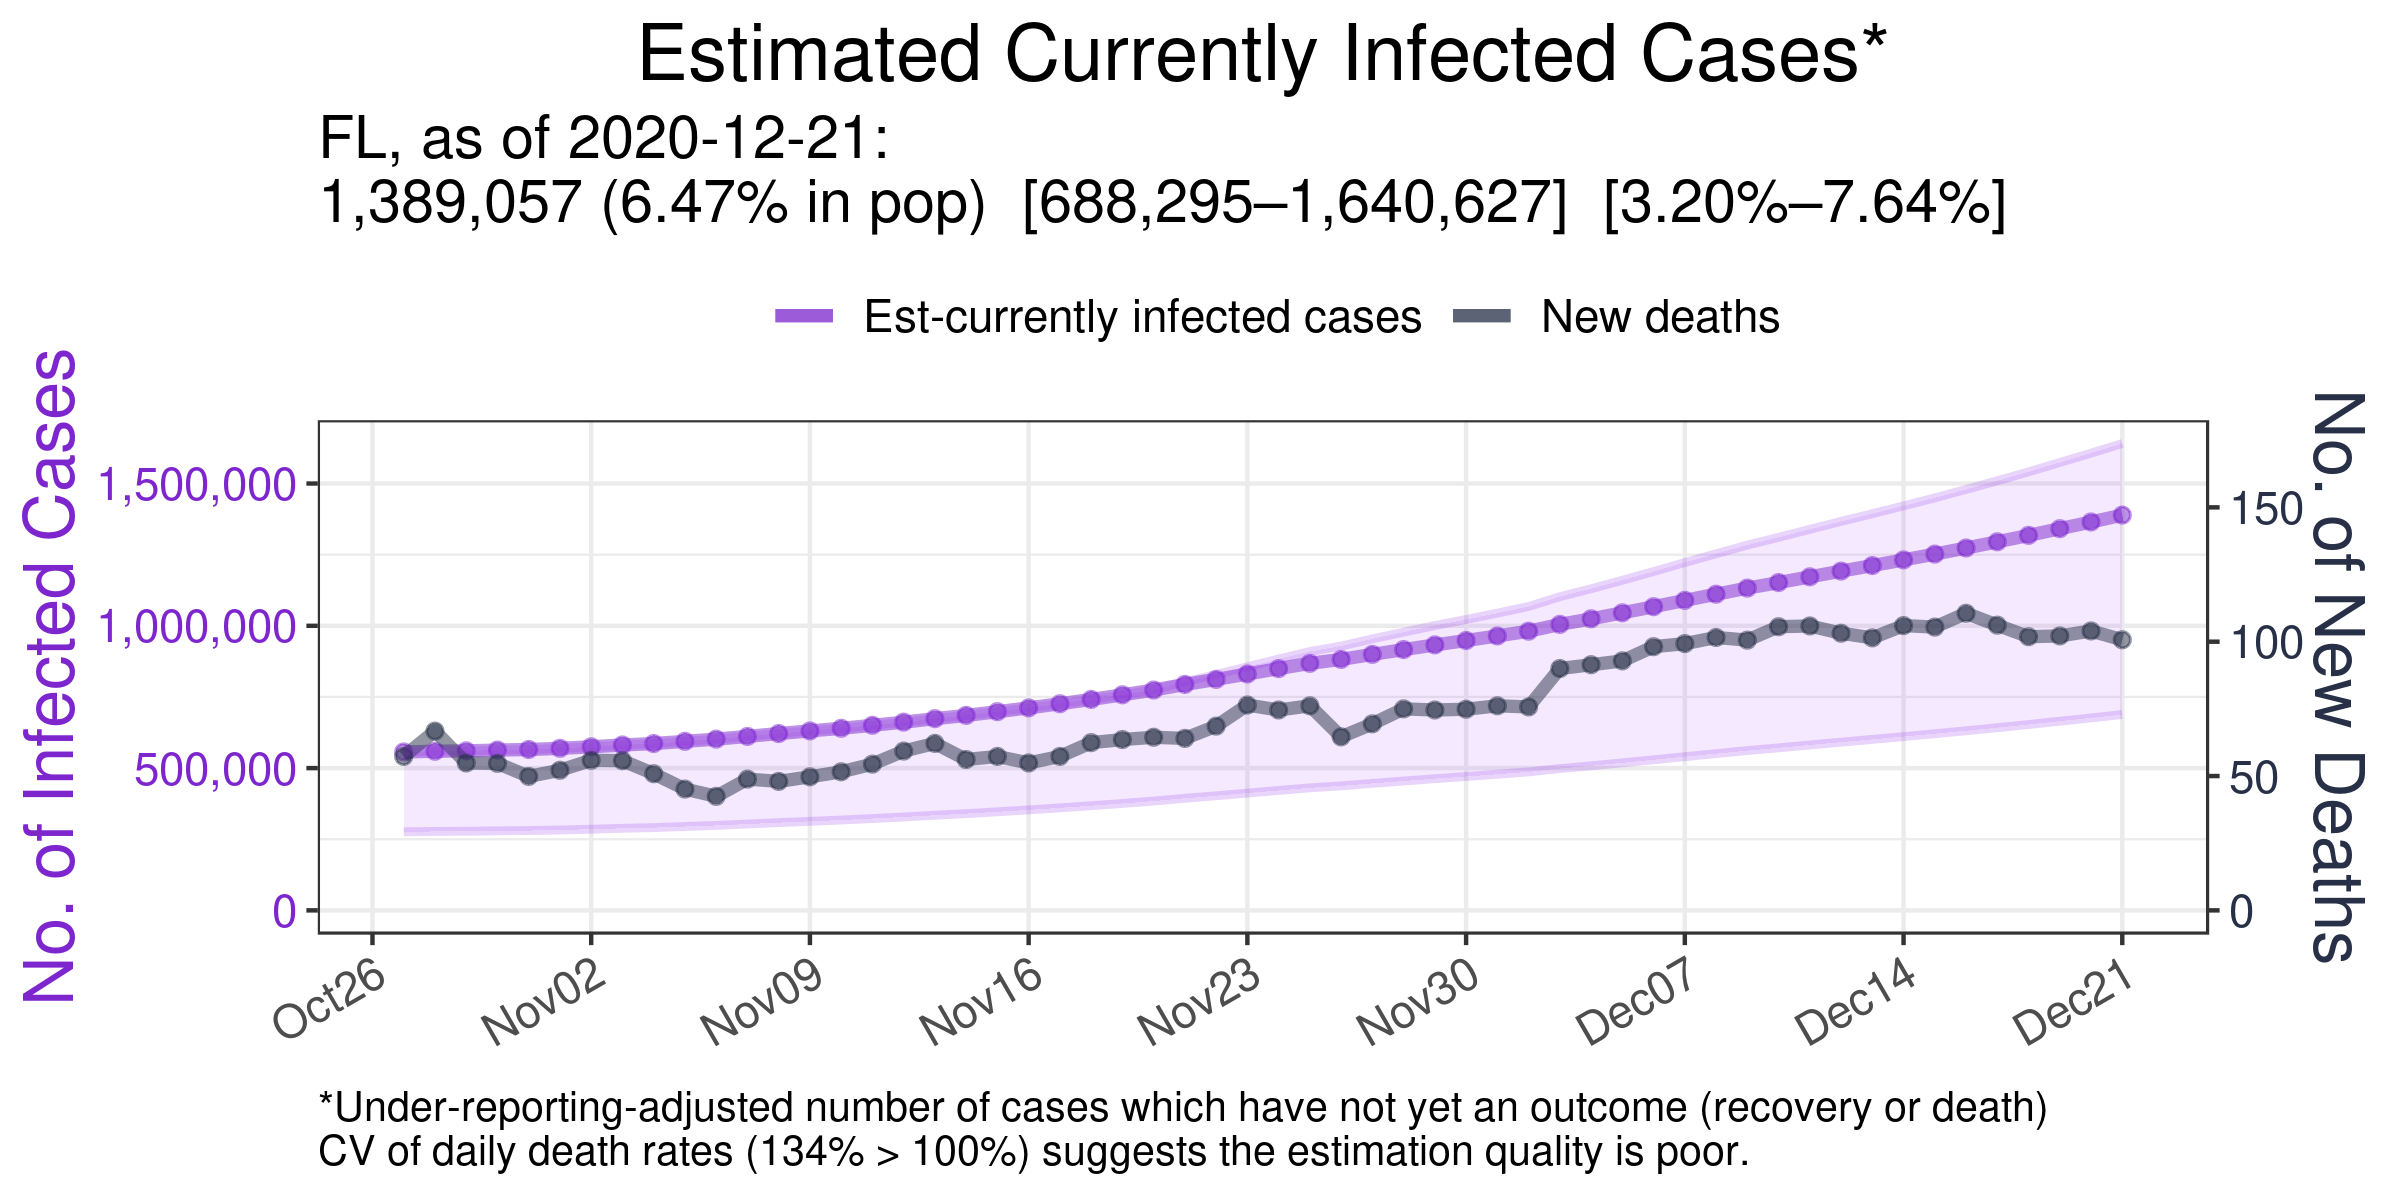 Estimated Currently Infected Cases*
FL, as of 2020-12-21:
1,389,057 (6.47% in pop)  [688,295–1,640,627]  [3.20%–7.64%]
Est-currently infected cases
New deaths
No. of Infected Cases
1,500,000
1,000,000
500,000
0
No. of New Deaths
150
100
50
0
Oct26
Nov02
Nov09
Nov16
Nov23
Nov30
Dec07
Dec14
Dec21
*Under-reporting-adjusted number of cases which have not yet an outcome (recovery or death)
CV of daily death rates (134% > 100%) suggests the estimation quality is poor.